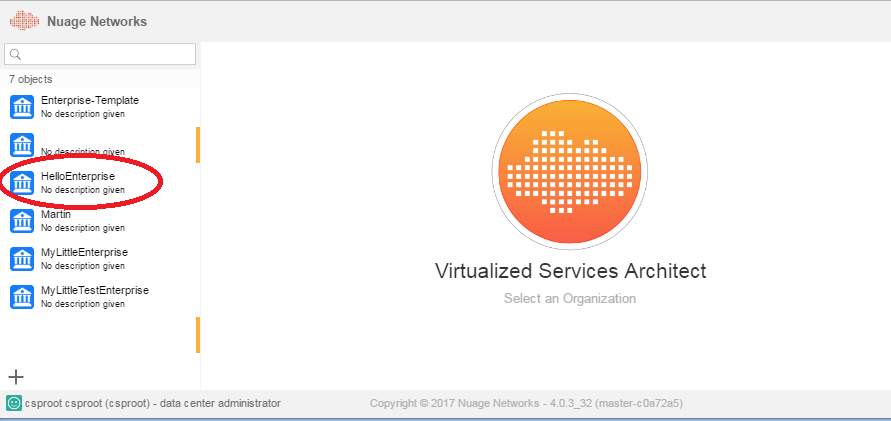 Nuage Networks
7 objects
Enterprise-Template
No description given
No description given
HelloEnterprise
No description given
Martin
No description given
MyLittleEnterprise
No description given
MyLittleTestEnterprise
No description given
Virtualized Services Architect
Select an Organization
csproot csproot (csproot) - data center administrator
Copyright © 2017 Nuage Networks - 4.0.3_32 (master-c0a72a5)